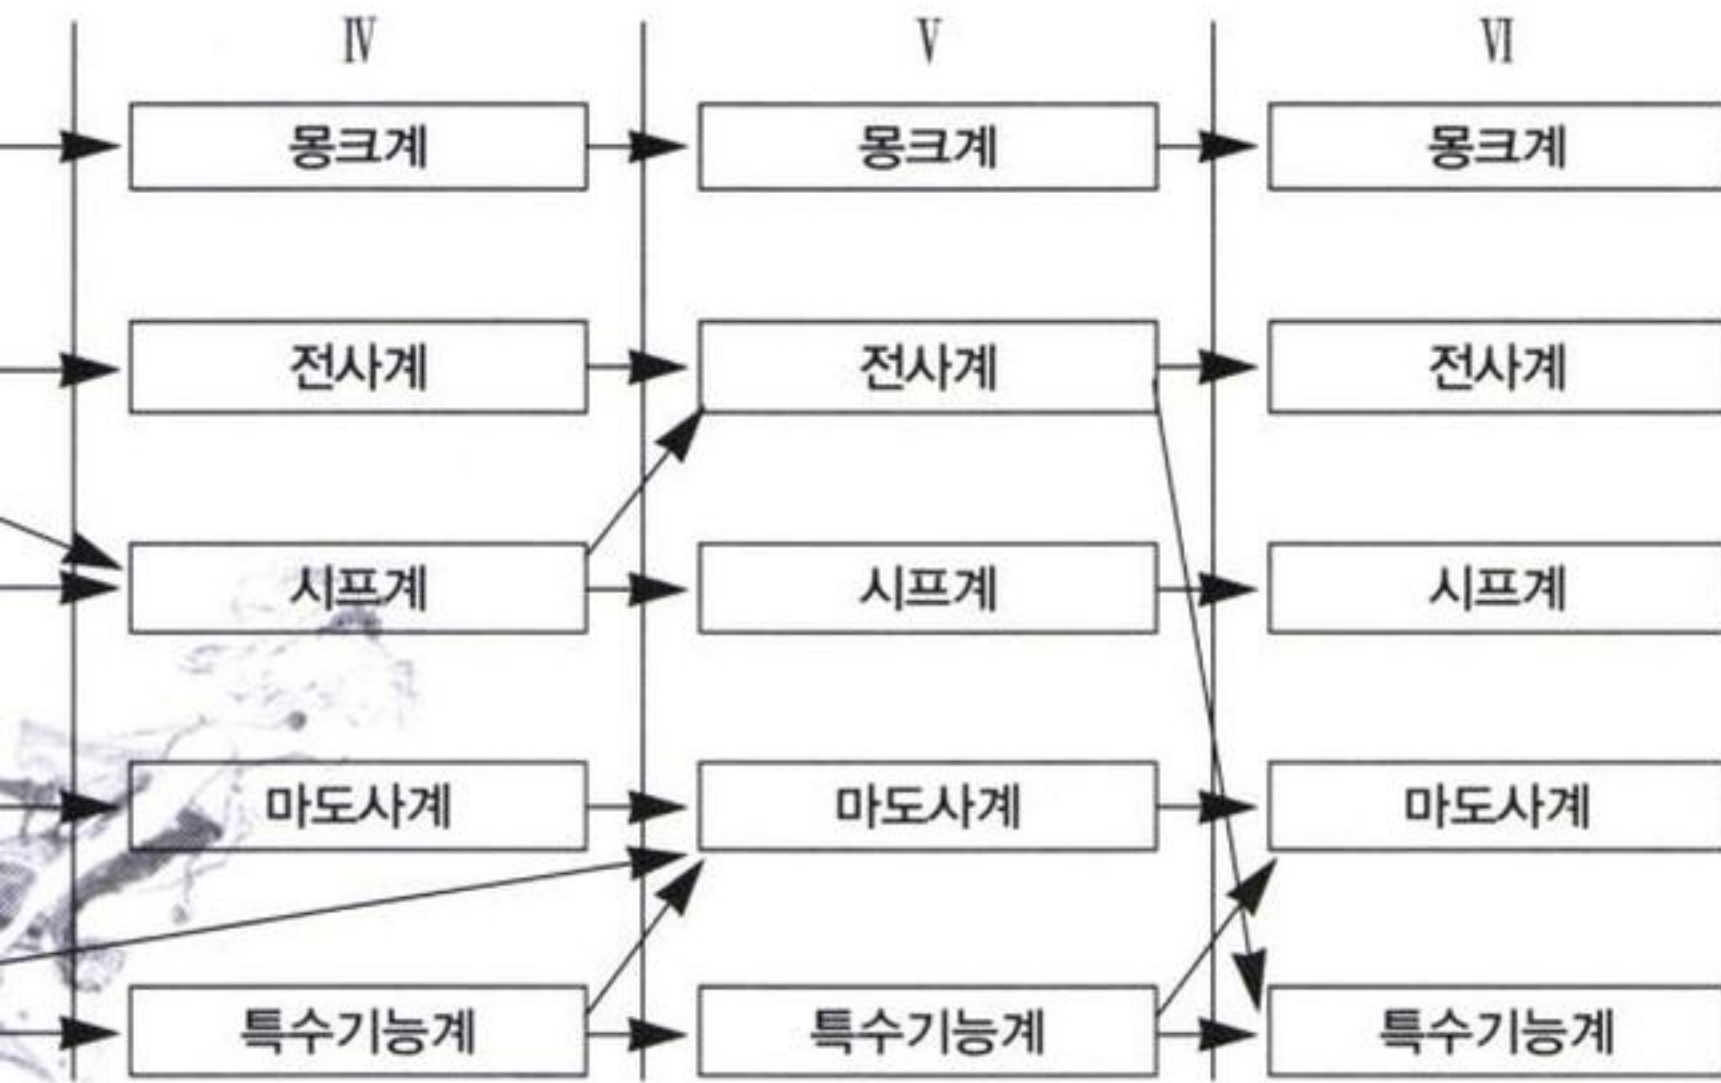 Ⅳ Ⅴ Ⅵ
몽크계 몽크계 몽크계
전사계 전사계 전사계
시프계 시프계 시프계
마도사계 마도사계 마도사계
특수기능계 특수기능계 특수기능계